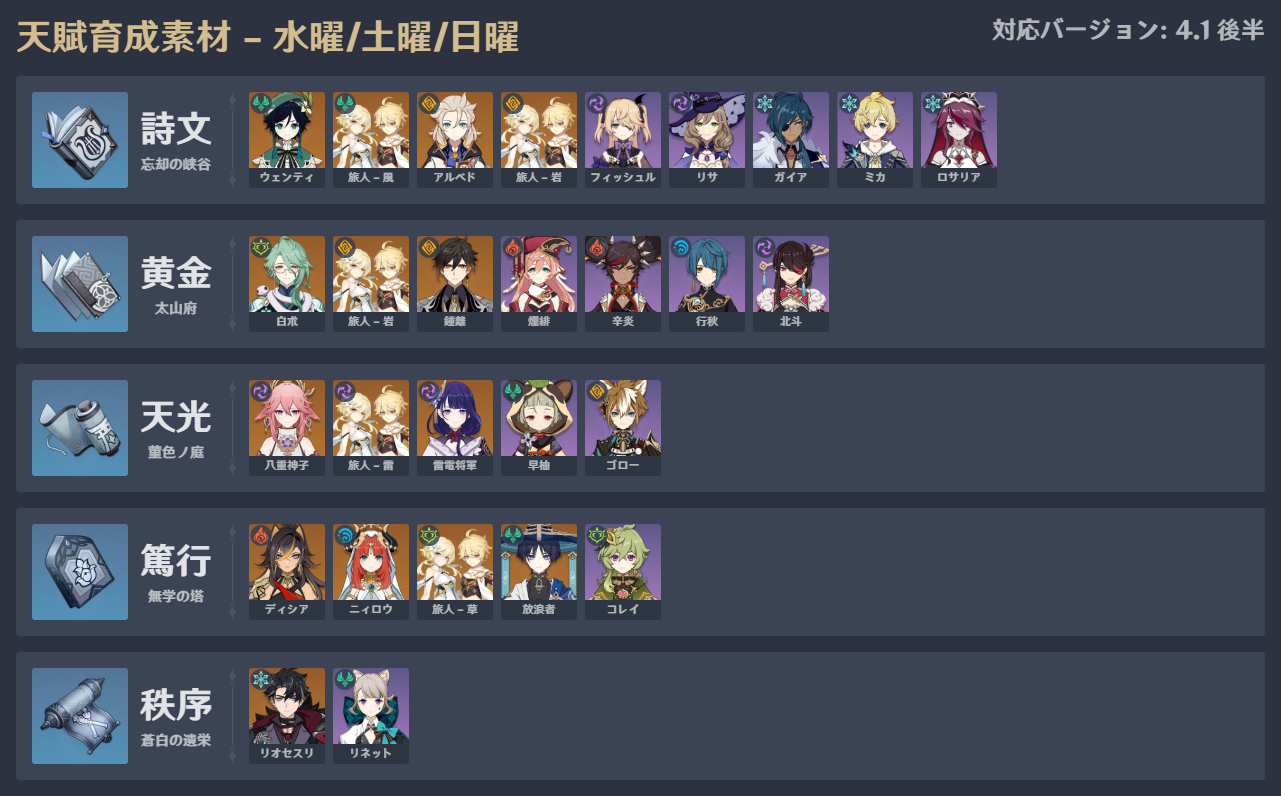 天賦育成素材 – 水曜/土曜/日曜
対応バージョン: 4.1 後半
詩文
忘却の峡谷
ウェンティ
旅人 – 風
アルベド
旅人 – 岩
フィッシュル
リサ
ガイア
ミカ
ロサリア
黄金
太山府
白朮
旅人 – 岩
鍾離
煙緋
辛炎
行秋
北斗
天光
菫色ノ庭
八重神子
旅人 – 雷
雷電将軍
早柚
ゴロー
篤行
無学の塔
ディシア
ニィロウ
旅人 – 草
放浪者
コレイ
秩序
蒼白の遺栄
リオセスリ
リネット